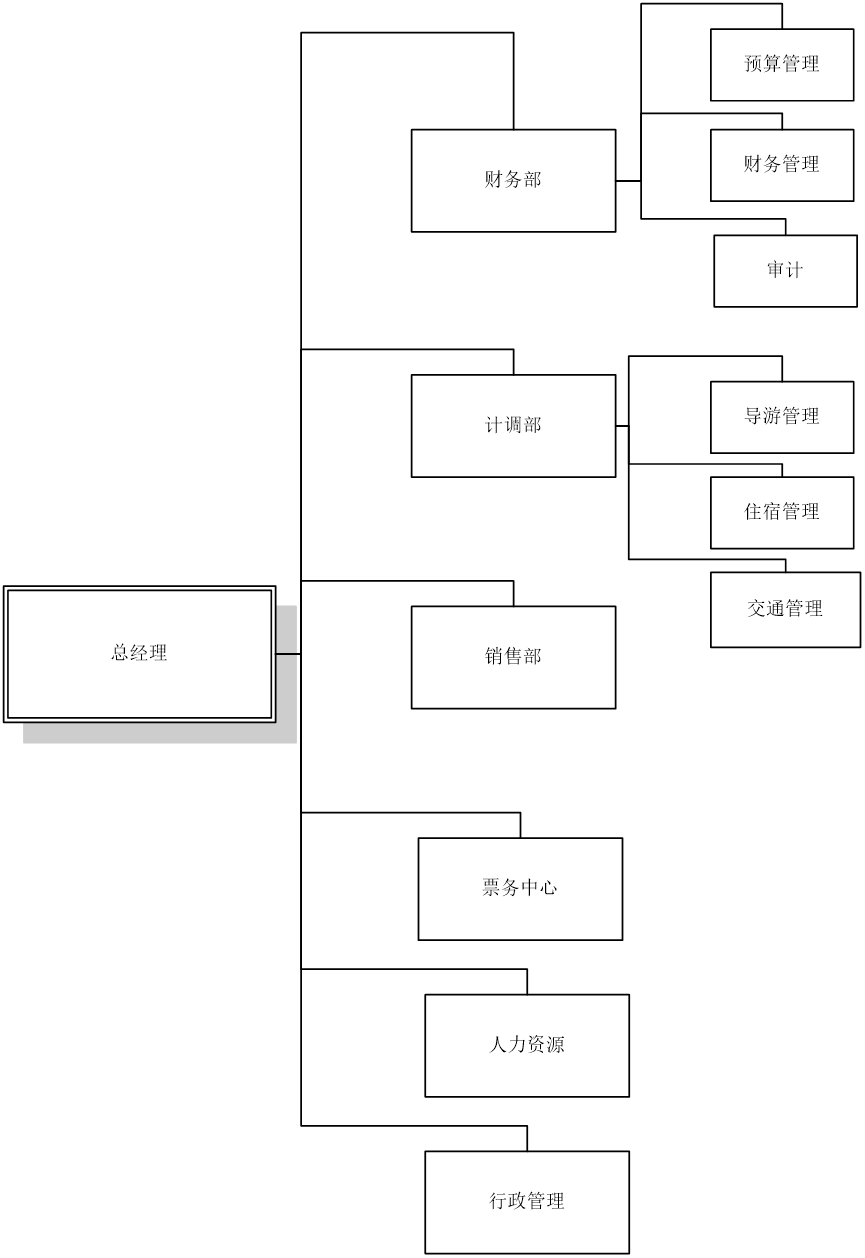 预算管理
财务管理
财务部
审计
导游管理
计调部
住宿管理
交通管理
总经理
销售部
票务中心
人力资源
行政管理